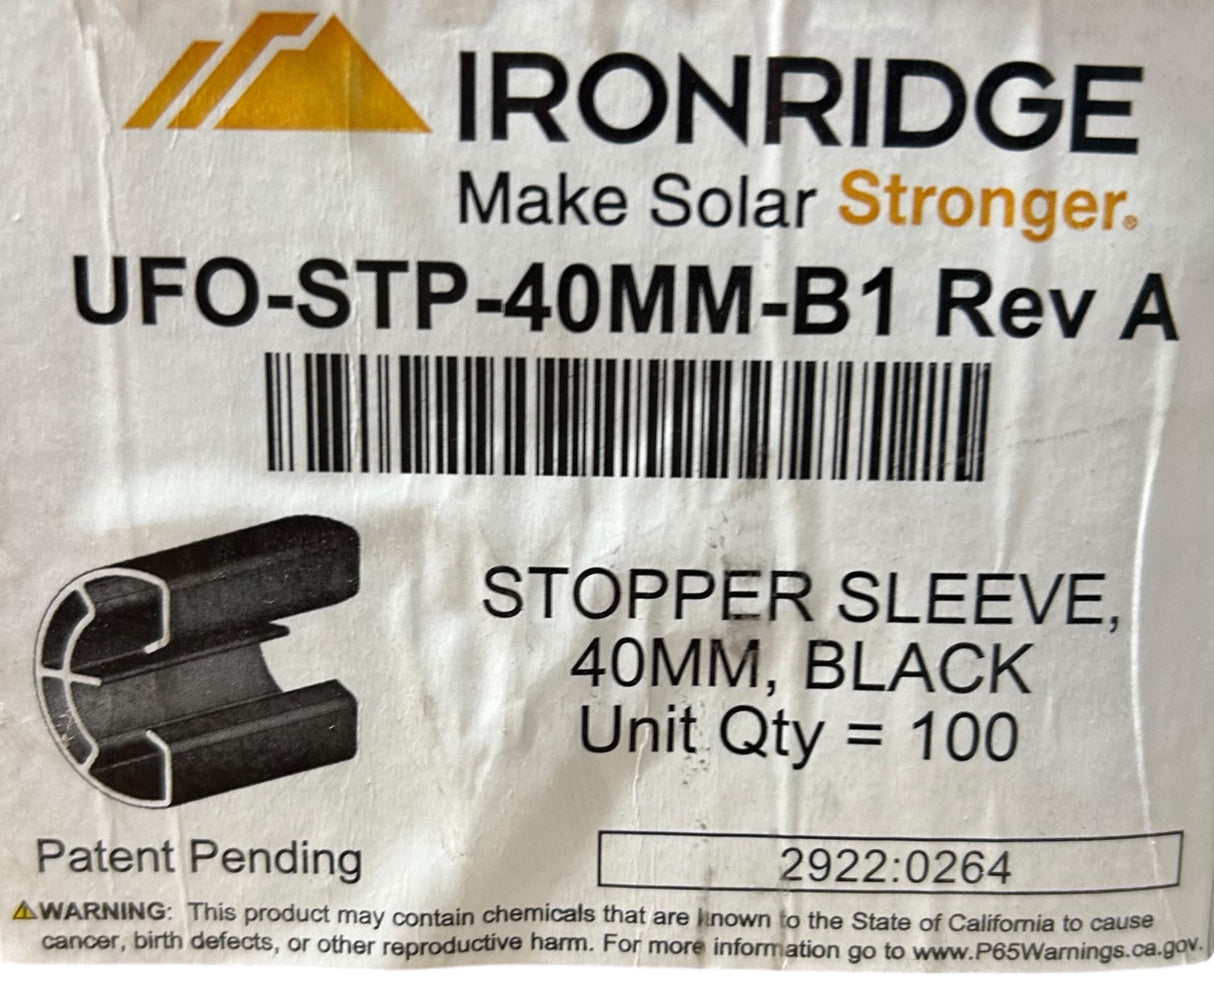 IRONRIDGE
Make Solar Stronger.®
UFO-STP-40MM-B1 Rev A
STOPPER SLEEVE,
40MM, BLACK
Unit Qty = 100
Patent Pending
2922:0264
WARNING: This product may contain chemicals that are known to the State of California to cause
cancer, birth defects, or other reproductive harm. For more information go to www.P65Warnings.ca.gov.